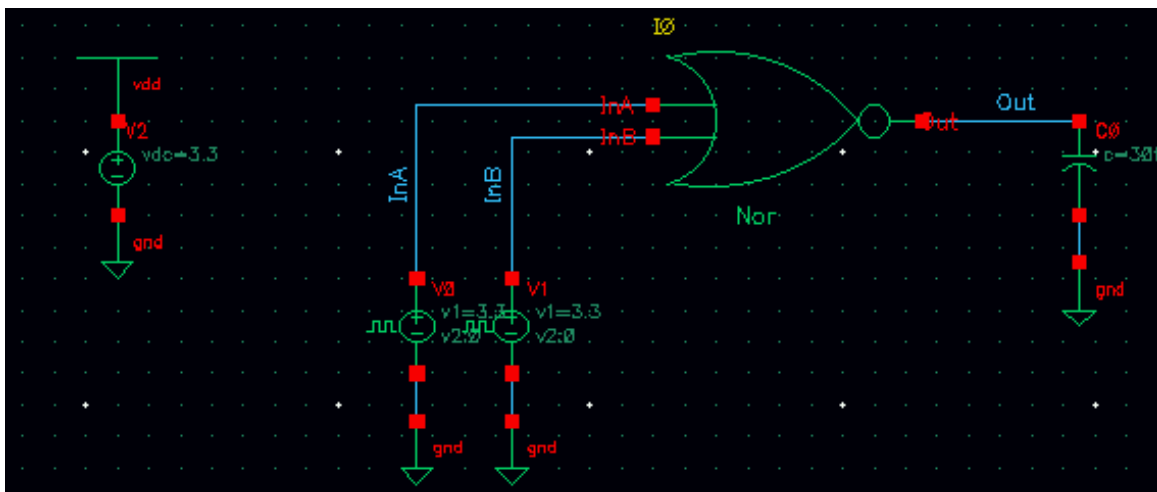 IØ
vdd
V2
vdc=3.3
gnd
InA
InB
Out
Out
CØ
Nor
InA
InB
gnd
VØ
v1=3.3
v2:Ø
V1
v1=3.3
v2:Ø
gnd
gnd